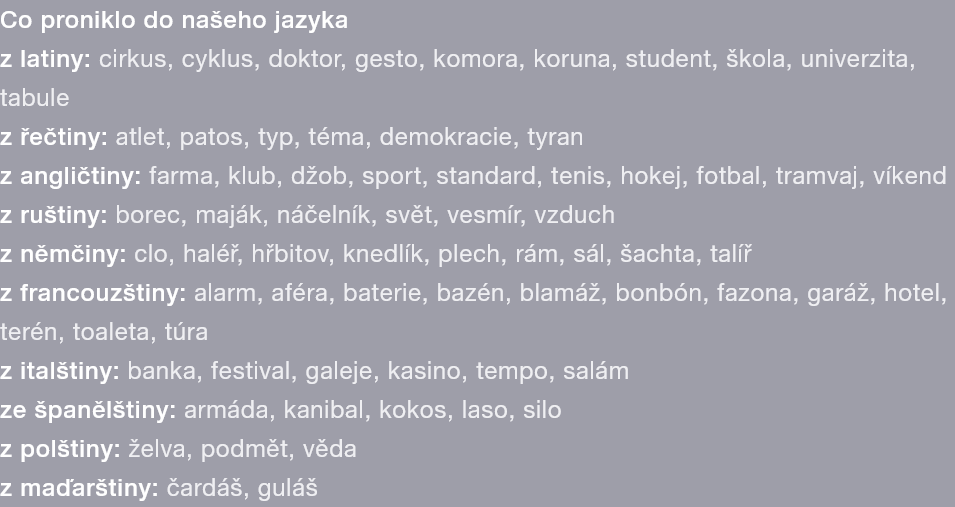 Co proniklo do našeho jazyka
z latiny: cirkus, cyklus, doktor, gesto, komora, koruna, student, škola, univerzita,
tabule
z řečtiny: atlet, patos, typ, téma, demokracie, tyran
z angličtiny: farma, klub, džob, sport, standard, tenis, hokej, fotbal, tramvaj, víkend
z ruštiny: borec, maják, náčelník, svět, vesmír, vzduch
z němčiny: clo, haléř, hřbitov, knedlík, plech, rám, sál, šachta, talíř
z francouzštiny: alarm, aféra, baterie, bazén, blamáž, bonbón, fazona, garáž, hotel,
terén, toaleta, túra
z italštiny: banka, festival, galeje, kasino, tempo, salám
ze španělštiny: armáda, kanibal, kokos, laso, silo
z polštiny: želva, podmět, věda
z maďarštiny: čardáš, guláš